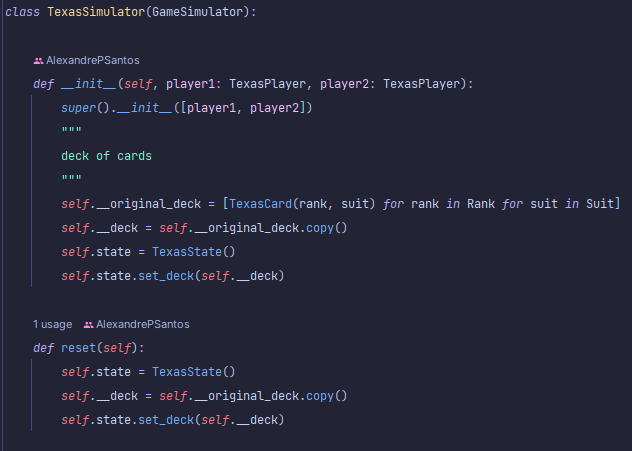 class TexasSimulator(GameSimulator):
AlexandrePSantos
def __init__(self, player1: TexasPlayer, player2: TexasPlayer):
super().__init__([player1, player2])
"""
deck of cards
"""
self.__original_deck = [TexasCard(rank, suit) for rank in Rank for suit in Suit]
self.__deck = self.__original_deck.copy()
self.state = TexasState()
self.state.set_deck(self.__deck)
1 usage AlexandrePSantos
def reset(self):
self.state = TexasState()
self.__deck = self.__original_deck.copy()
self.state.set_deck(self.__deck)